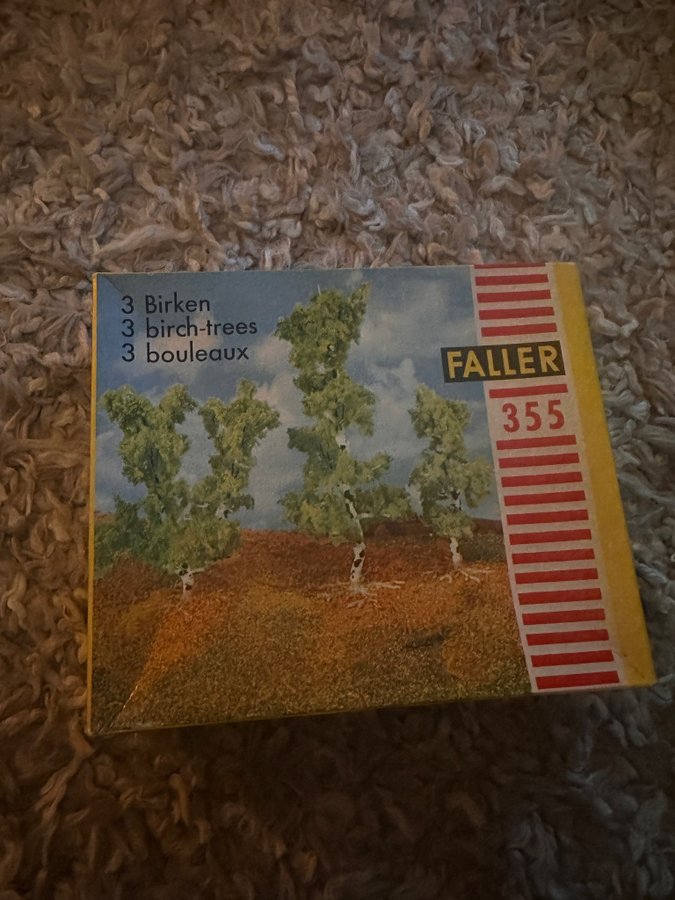 3 Birken
3 birch-trees
3 bouleaux
FALLER
355